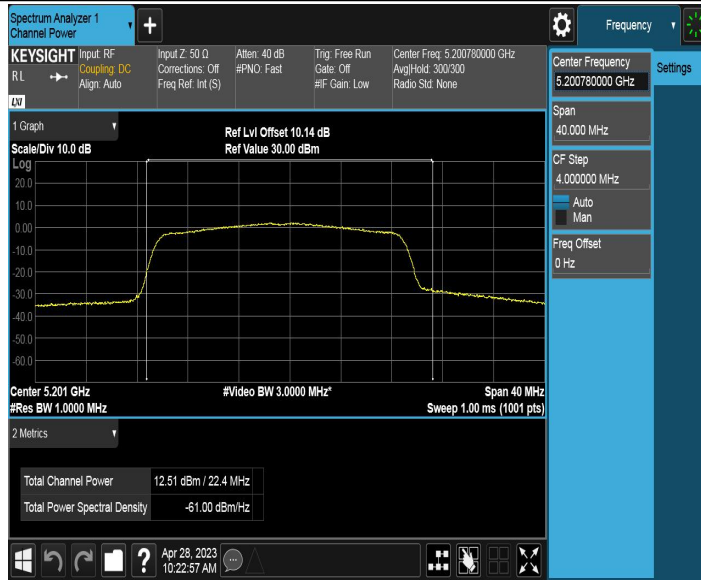 Spectrum Analyzer 1
Channel Power
Frequency
KEYSIGHT
RL
LXI
Input: RF
Coupling: DC
Align: Auto
Input Z: 50 Ω
Corrections: Off
Freq Ref: Int (S)
Atten: 40 dB
#PNO: Fast
Trig: Free Run
Gate: Off
#IF Gain: Low
Center Freq: 5.200780000 GHz
Avg|Hold: 300/300
Radio Std: None
Center Frequency
5.200780000 GHz
Settings
Span
40.000 MHz
CF Step
4.000000 MHz
Auto
Man
Freq Offset
0 Hz
1 Graph
Ref Lvl Offset 10.14 dB
Scale/Div 10.0 dB
Ref Value 30.00 dBm
Log
20.0
10.0
0.00
-10.0
-20.0
-30.0
-40.0
-50.0
-60.0
Center 5.201 GHz
#Video BW 3.0000 MHz*
Span 40 MHz
#Res BW 1.0000 MHz
Sweep 1.00 ms (1001 pts)
2 Metrics
Total Channel Power 12.51 dBm / 22.4 MHz
Total Power Spectral Density -61.00 dBm/Hz
?
Apr 28, 2023
10:22:57 AM